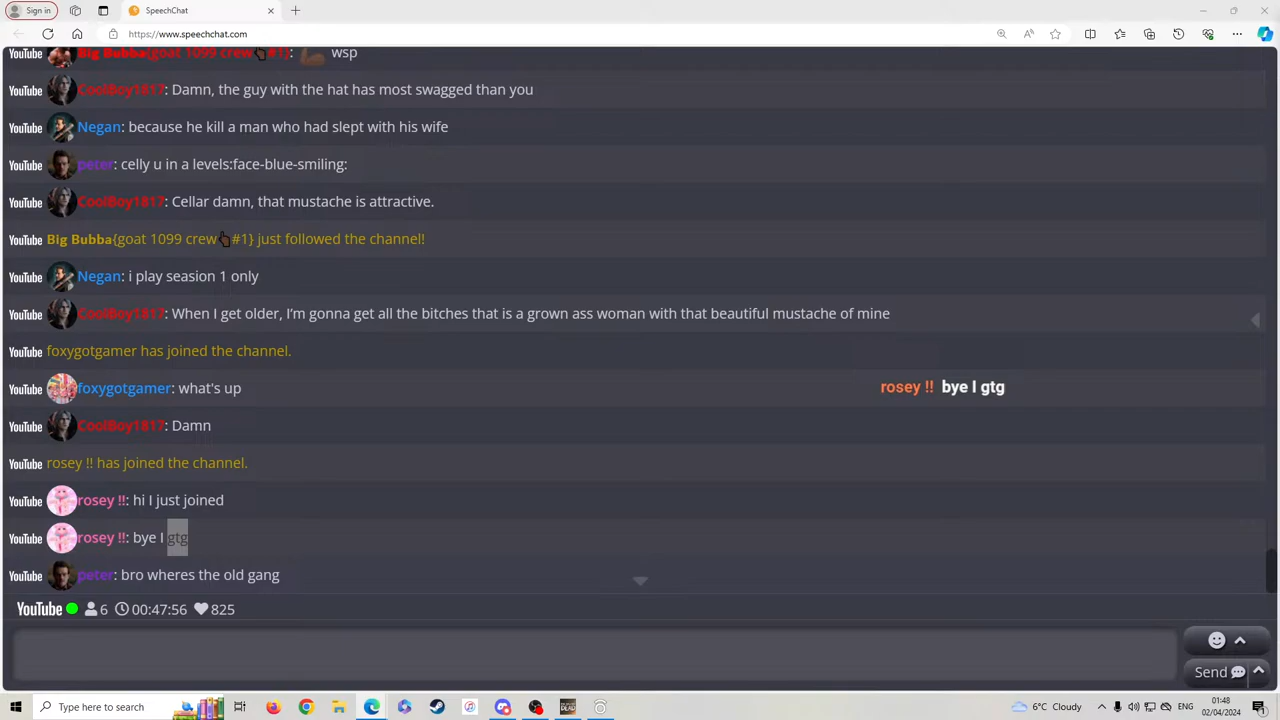 Sign in
SpeechChat
https://www.speechchat.com
YouTube Big Bubba{goat 1099 crew #1}: wsp
YouTube CoolBoy1817: Damn, the guy with the hat has most swagged than you
YouTube Negan: because he kill a man who had slept with his wife
YouTube peter: celly u in a levels:face-blue-smiling:
YouTube CoolBoy1817: Cellar damn, that mustache is attractive.
YouTube Big Bubba{goat 1099 crew #1} just followed the channel!
YouTube Negan: i play seasion 1 only
YouTube CoolBoy1817: When I get older, I’m gonna get all the bitches that is a grown ass woman with that beautiful mustache of mine
YouTube foxygotgamer has joined the channel.
YouTube foxygotgamer: what's up
rosey !! bye I gtg
YouTube CoolBoy1817: Damn
YouTube rosey !! has joined the channel.
YouTube rosey !!: hi I just joined
YouTube rosey !!: bye I gtg
YouTube peter: bro wheres the old gang
YouTube 6 00:47:56 825
Send
Type here to search
DEAD
6°C Cloudy
ENG
01:48
02/04/2024